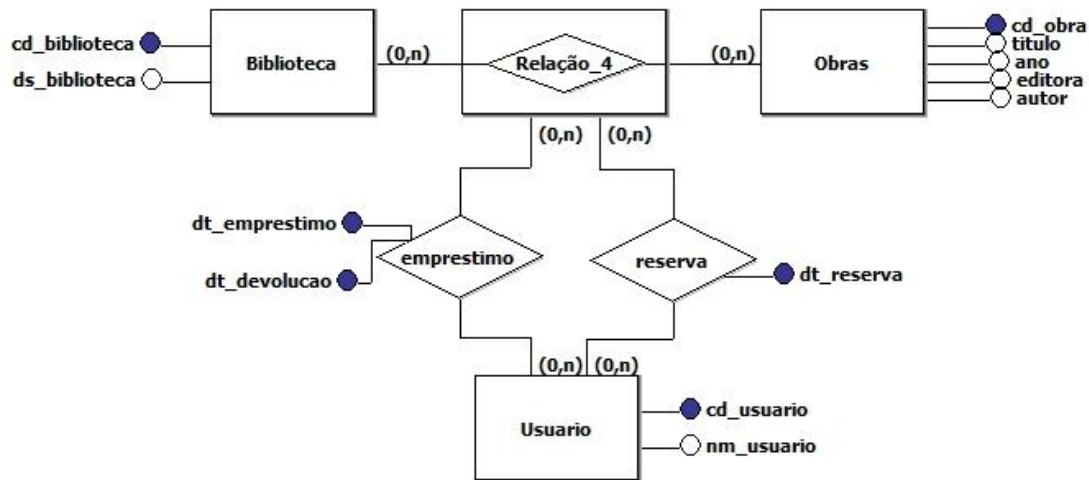 cd_biblioteca
ds_biblioteca
Biblioteca
(0,n)
Relação_4
(0,n)
Obras
cd_obra
titulo
ano
editora
autor
(0,n)
(0,n)
dt_emprestimo
dt_devolucao
emprestimo
reserva
dt_reserva
(0,n)
(0,n)
Usuario
cd_usuario
nm_usuario